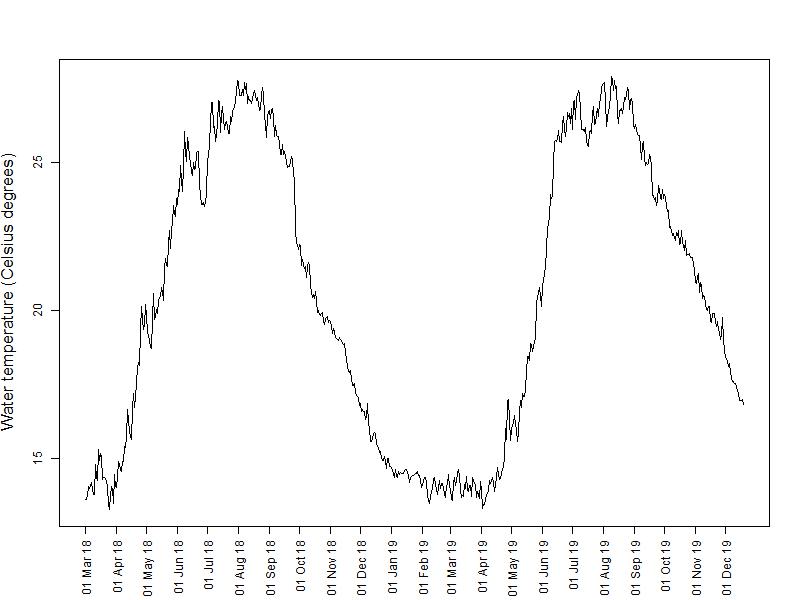 Water temperature (Celsius degrees)
25
20
15
01 Mar 18
01 Apr 18
01 May 18
01 Jun 18
01 Jul 18
01 Aug 18
01 Sep 18
01 Oct 18
01 Nov 18
01 Dec 18
01 Jan 19
01 Feb 19
01 Mar 19
01 Apr 19
01 May 19
01 Jun 19
01 Jul 19
01 Aug 19
01 Sep 19
01 Oct 19
01 Nov 19
01 Dec 19